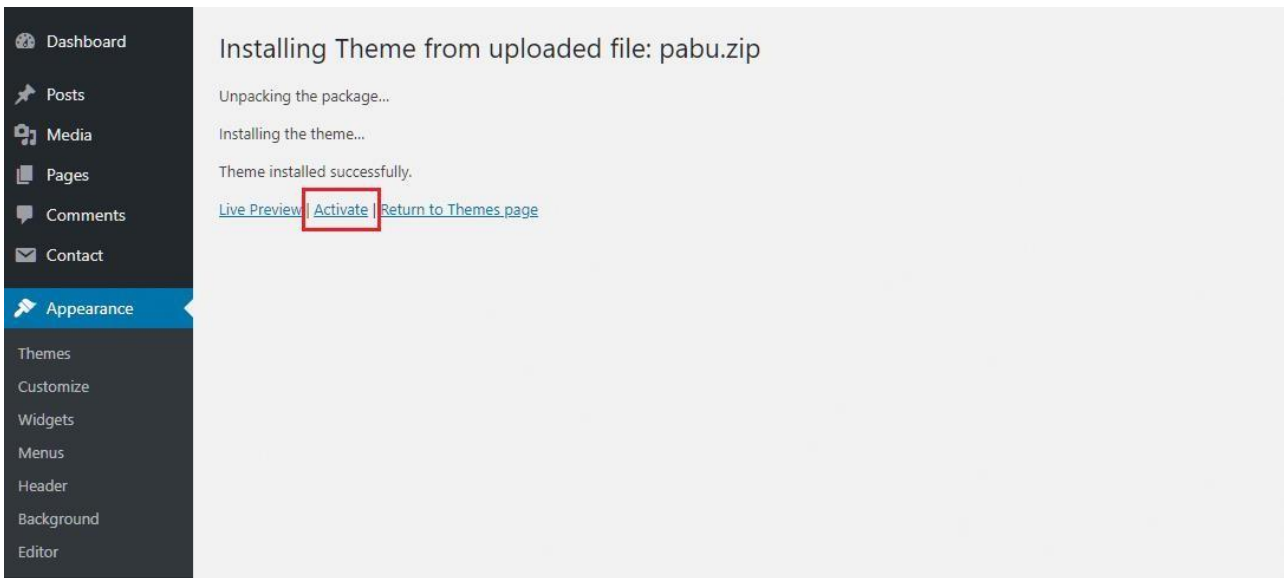 Dashboard
Posts
Media
Pages
Comments
Contact
Appearance
Themes
Customize
Widgets
Menus
Header
Background
Editor
Installing Theme from uploaded file: pabu.zip
Unpacking the package...
Installing the theme...
Theme installed successfully.
Live Preview | Activate | Return to Themes page